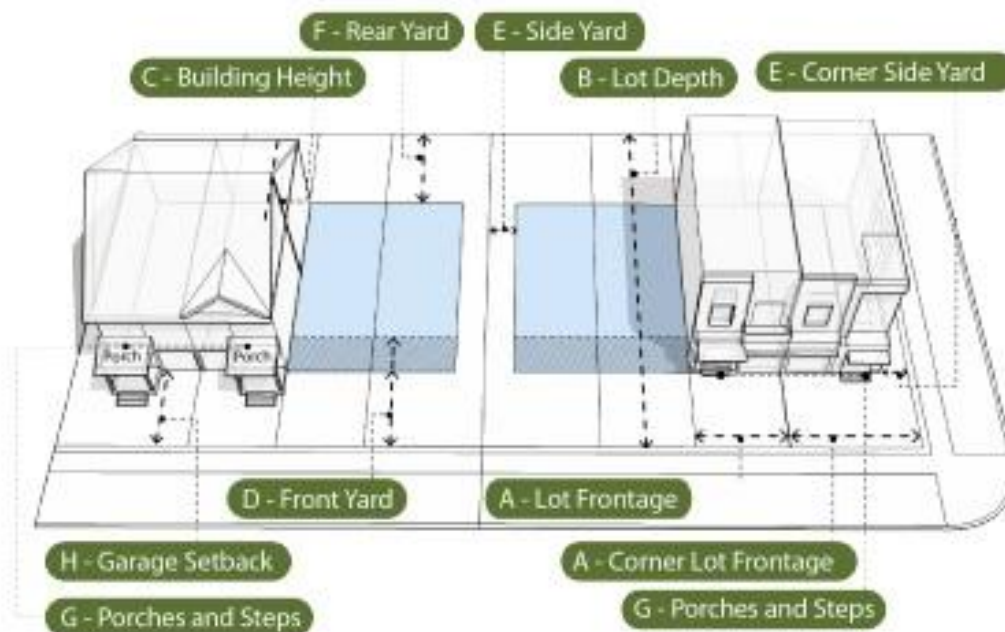 F - Rear Yard
E - Side Yard
C - Building Height
B - Lot Depth
E - Corner Side Yard
Porch
Porch
D - Front Yard
A - Lot Frontage
H - Garage Setback
A - Corner Lot Frontage
G - Porches and Steps
G - Porches and Steps